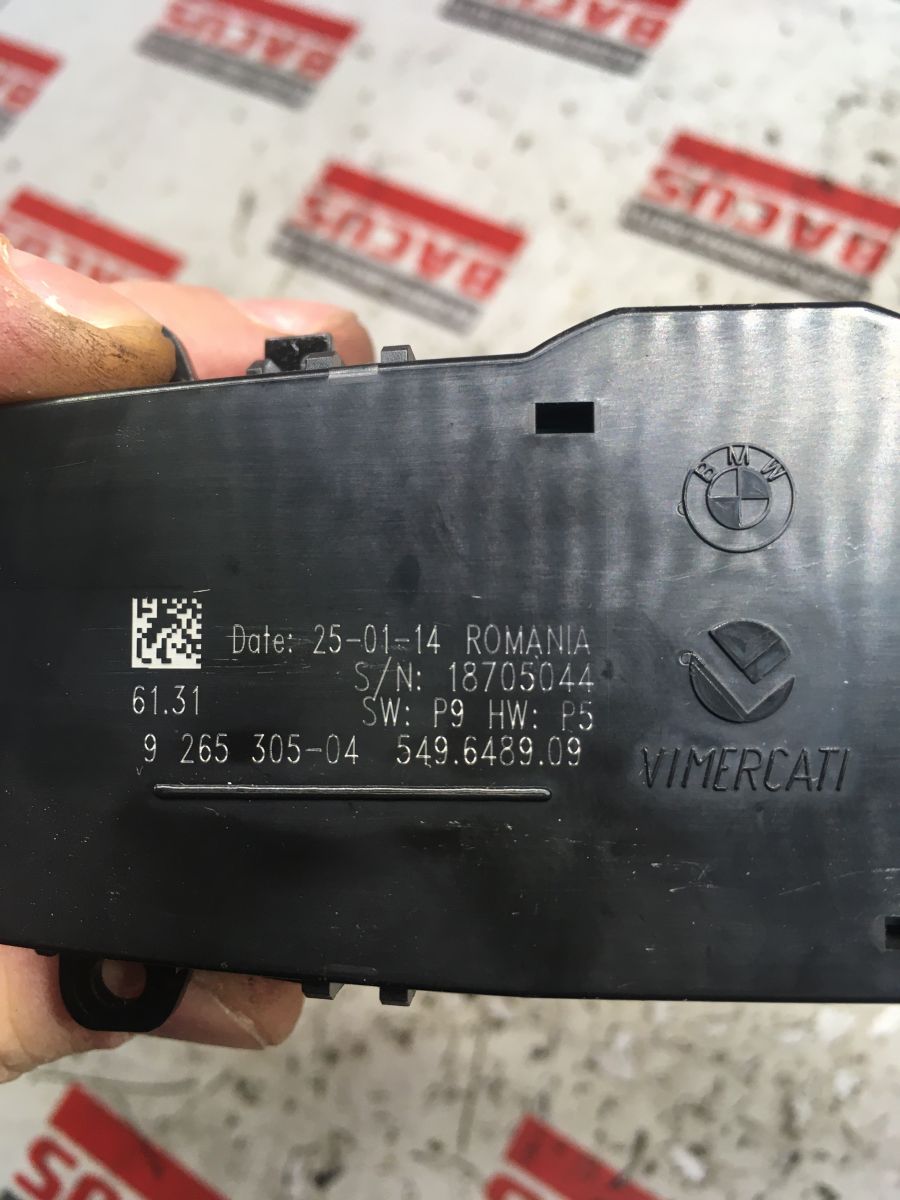 BACUS
BACUS
BACUS
BACUS
BMW
Date: 25-01-14 ROMANIA
S/N: 18705044
61.31
SW: P9 HW: P5
9 265 305-04 549.6489.09
VIMERCATI